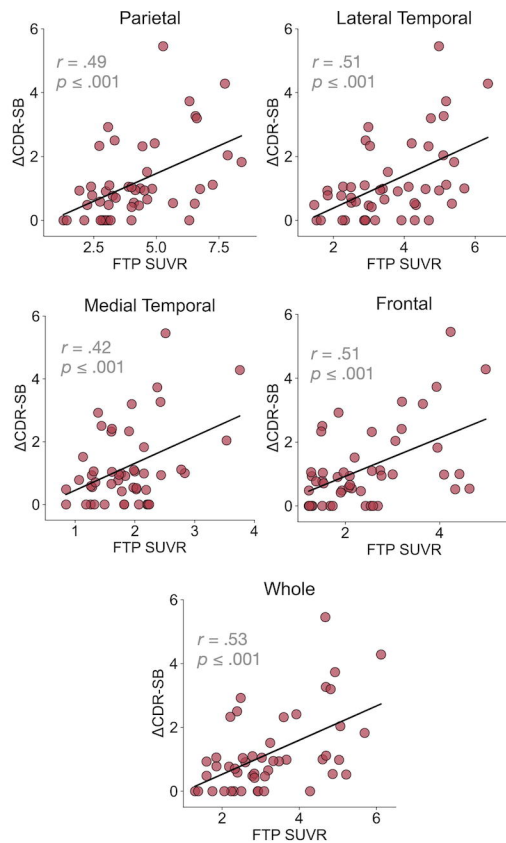 Parietal
6
4
2
0
r = .49
p ≤ .001
ΔCDR-SB
2.5 5.0 7.5
FTP SUVR
Lateral Temporal
6
4
2
0
r = .51
p ≤ .001
ΔCDR-SB
2 4 6
FTP SUVR
Medial Temporal
6
4
2
0
r = .42
p ≤ .001
ΔCDR-SB
1 2 3 4
FTP SUVR
Frontal
6
4
2
0
r = .51
p ≤ .001
ΔCDR-SB
2 4
FTP SUVR
Whole
6
4
2
0
r = .53
p ≤ .001
ΔCDR-SB
2 4 6
FTP SUVR